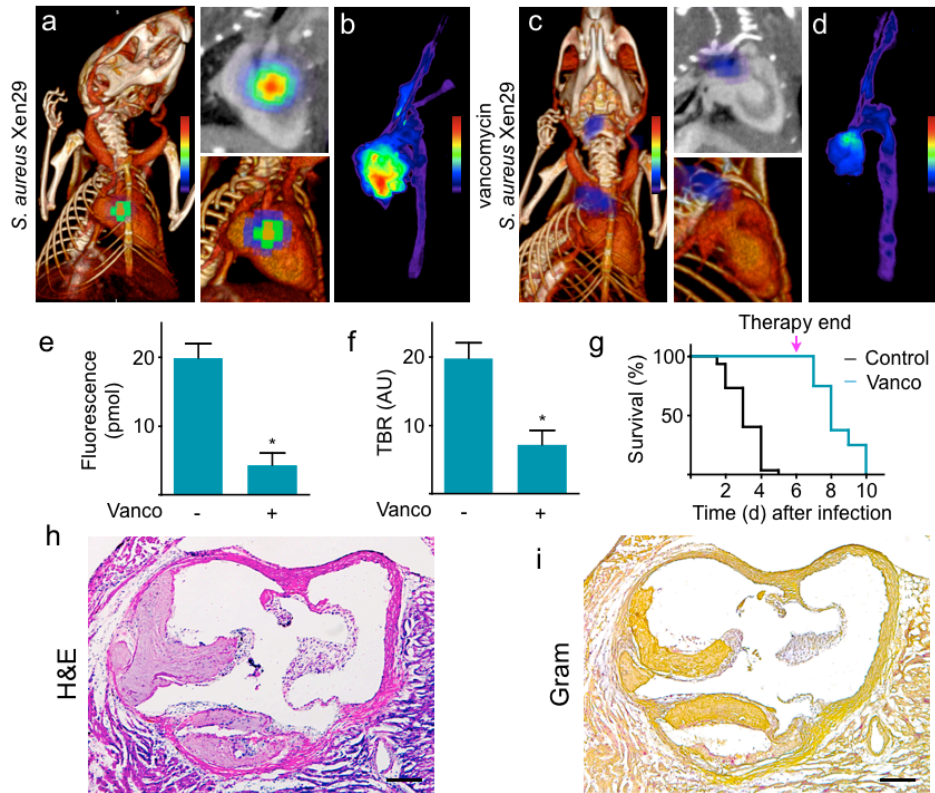 a
b
c
d
S. aureus Xen29
vancomycin
S. aureus Xen29
e
Fluorescence
(pmol)
20
10
Vanco
-
+
*
f
TBR (AU)
20
10
Vanco
-
+
*
g
Therapy end
Survival (%)
100
50
Control
Vanco
2
4
6
8
10
Time (d) after infection
h
H&E
i
Gram